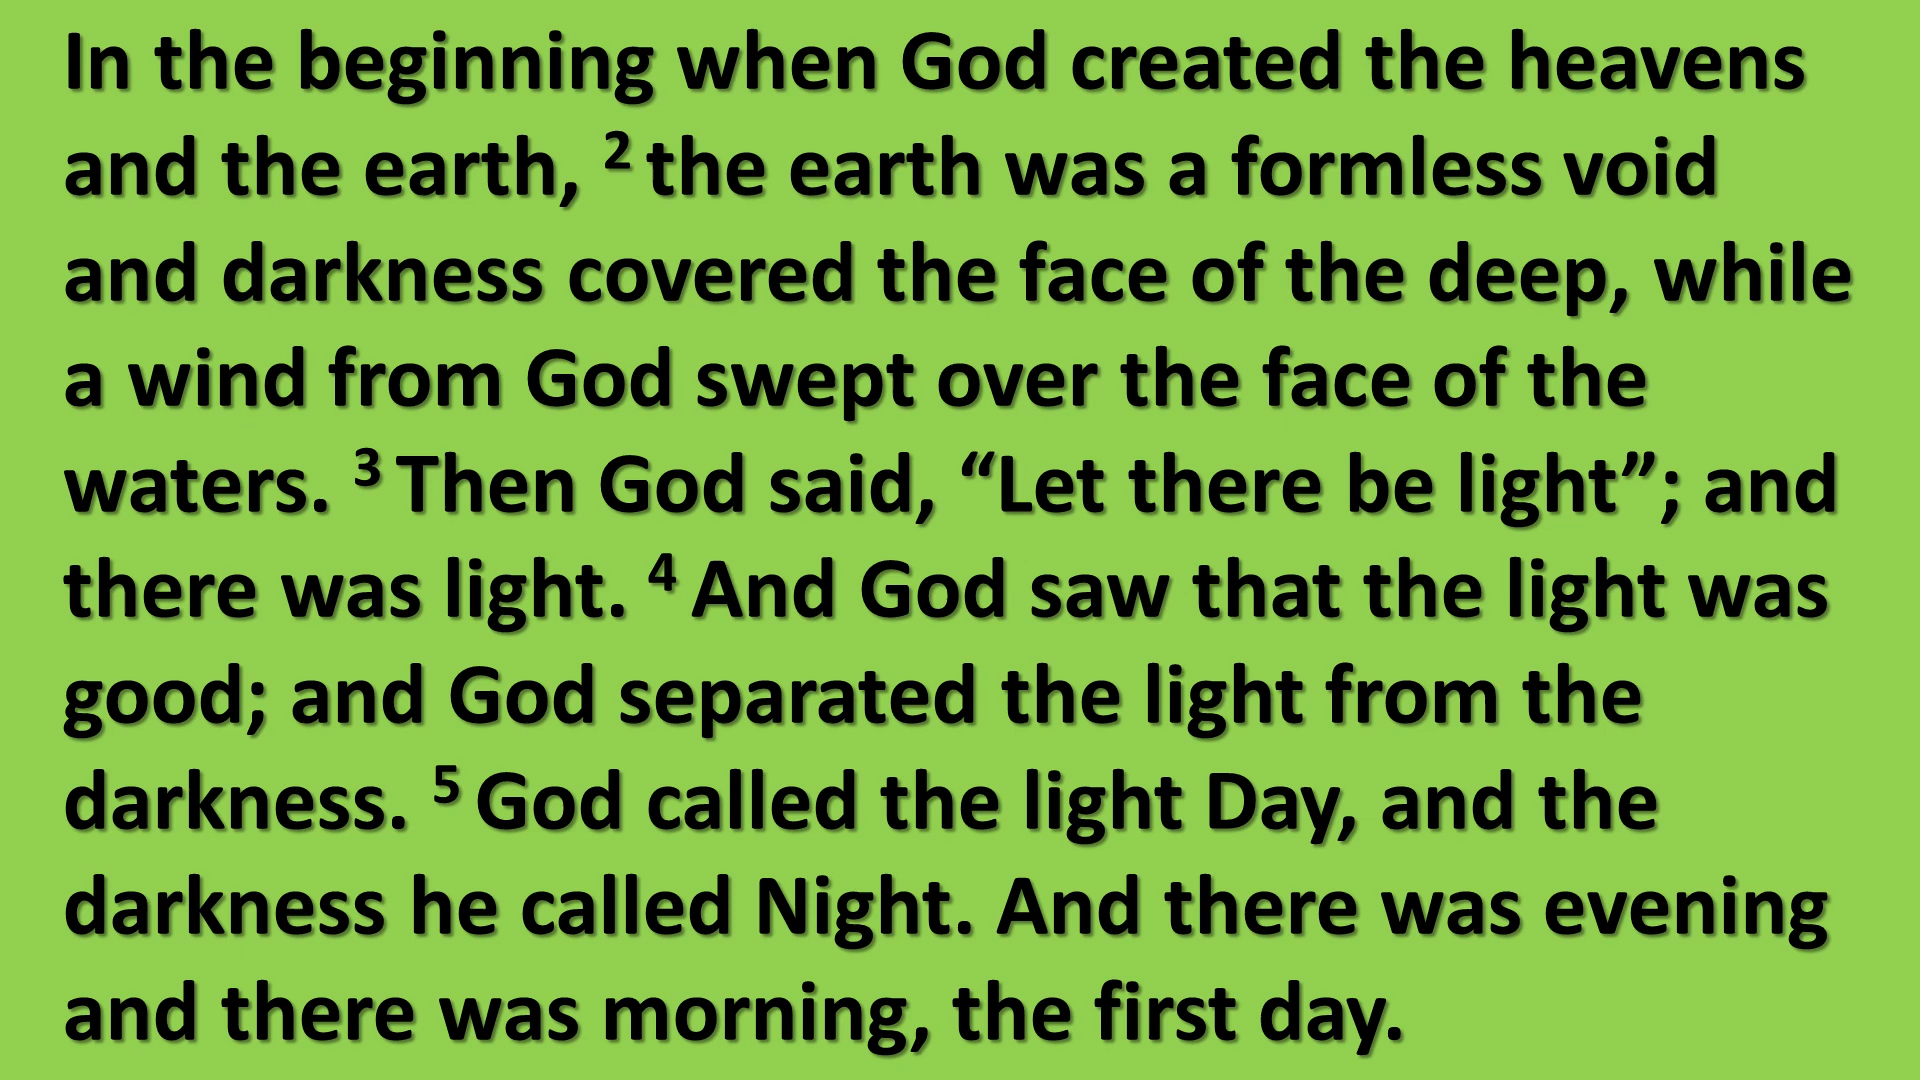 In the beginning when God created the heavens
and the earth, ² the earth was a formless void
and darkness covered the face of the deep, while
a wind from God swept over the face of the
waters. ³ Then God said, “Let there be light”; and
there was light. ⁴ And God saw that the light was
good; and God separated the light from the
darkness. ⁵ God called the light Day, and the
darkness he called Night. And there was evening
and there was morning, the first day.